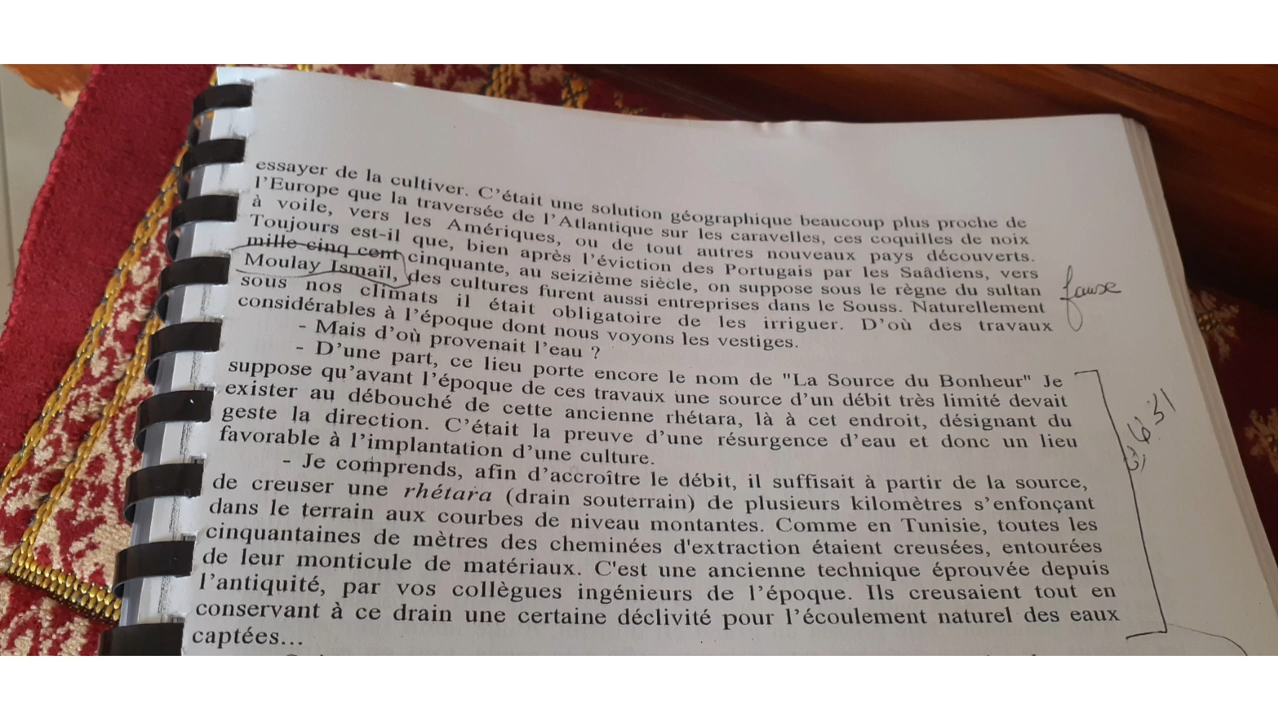 essayer de la cultiver. C'était une solution géographique beaucoup plus proche de
l'Europe que la traversée de l'Atlantique sur les caravelles, ces coquilles de noix
à voile, vers les Amériques, ou de tout autres nouveaux pays découverts.
Toujours est-il que, bien après l'éviction des Portugais par les Saâdiens, vers
mille cinq cent cinquante, au seizième siècle, on suppose sous le règne du sultan
Moulay Ismaïl, des cultures furent aussi entreprises dans le Souss. Naturellement
sous nos climats il était obligatoire de les irriguer. D'où des travaux
considérables à l'époque dont nous voyons les vestiges.
fause
- Mais d'où provenait l'eau ?
- D'une part, ce lieu porte encore le nom de "La Source du Bonheur" Je
suppose qu'avant l'époque de ces travaux une source d'un débit très limité devait
exister au débouché de cette ancienne rhétara, là à cet endroit, désignant du
geste la direction. C'était la preuve d'une résurgence d'eau et donc un lieu
favorable à l'implantation d'une culture.
- Je comprends, afin d'accroître le débit, il suffisait à partir de la source,
de creuser une rhétara (drain souterrain) de plusieurs kilomètres s'enfonçant
dans le terrain aux courbes de niveau montantes. Comme en Tunisie, toutes les
cinquantaines de mètres des cheminées d'extraction étaient creusées, entourées
de leur monticule de matériaux. C'est une ancienne technique éprouvée depuis
l'antiquité, par vos collègues ingénieurs de l'époque. Ils creusaient tout en
conservant à ce drain une certaine déclivité pour l'écoulement naturel des eaux
captées...